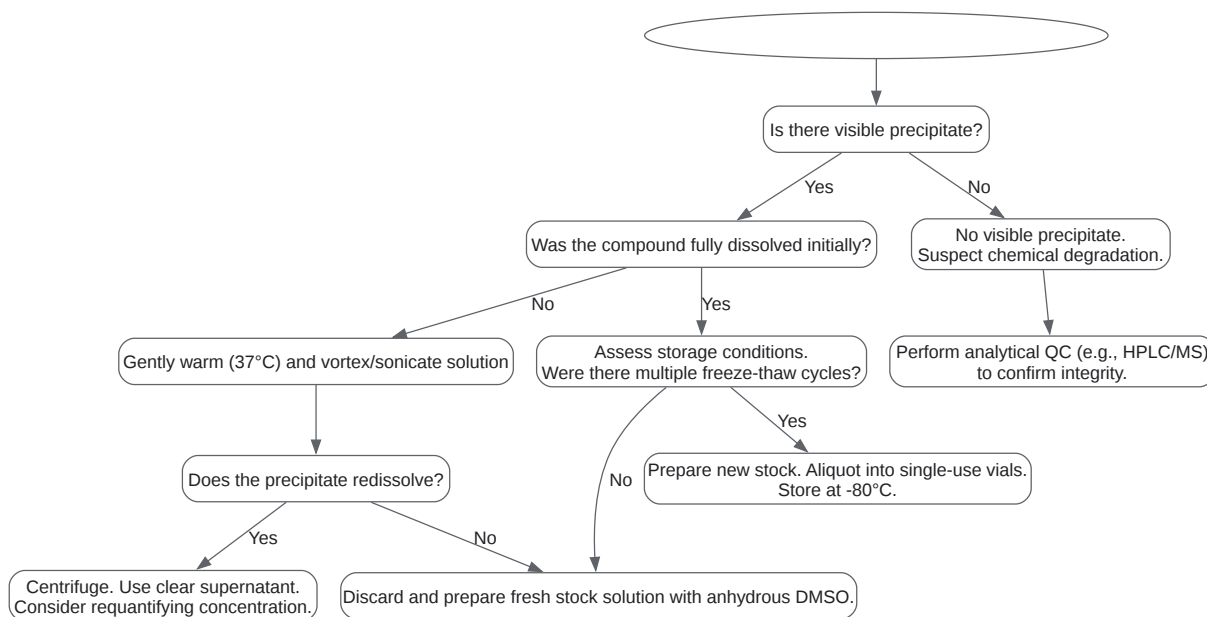 Is there visible precipitate?
Yes
No
Was the compound fully dissolved initially?
No visible precipitate.
Suspect chemical degradation.
No
Yes
Gently warm (37°C) and vortex/sonicate solution
Assess storage conditions.
Were there multiple freeze-thaw cycles?
Perform analytical QC (e.g., HPLC/MS)
to confirm integrity.
Yes
No
Does the precipitate redissolve?
Prepare new stock. Aliquot into single-use vials.
Store at -80°C.
Yes
No
Centrifuge. Use clear supernatant.
Consider requantifying concentration.
Discard and prepare fresh stock solution with anhydrous DMSO.